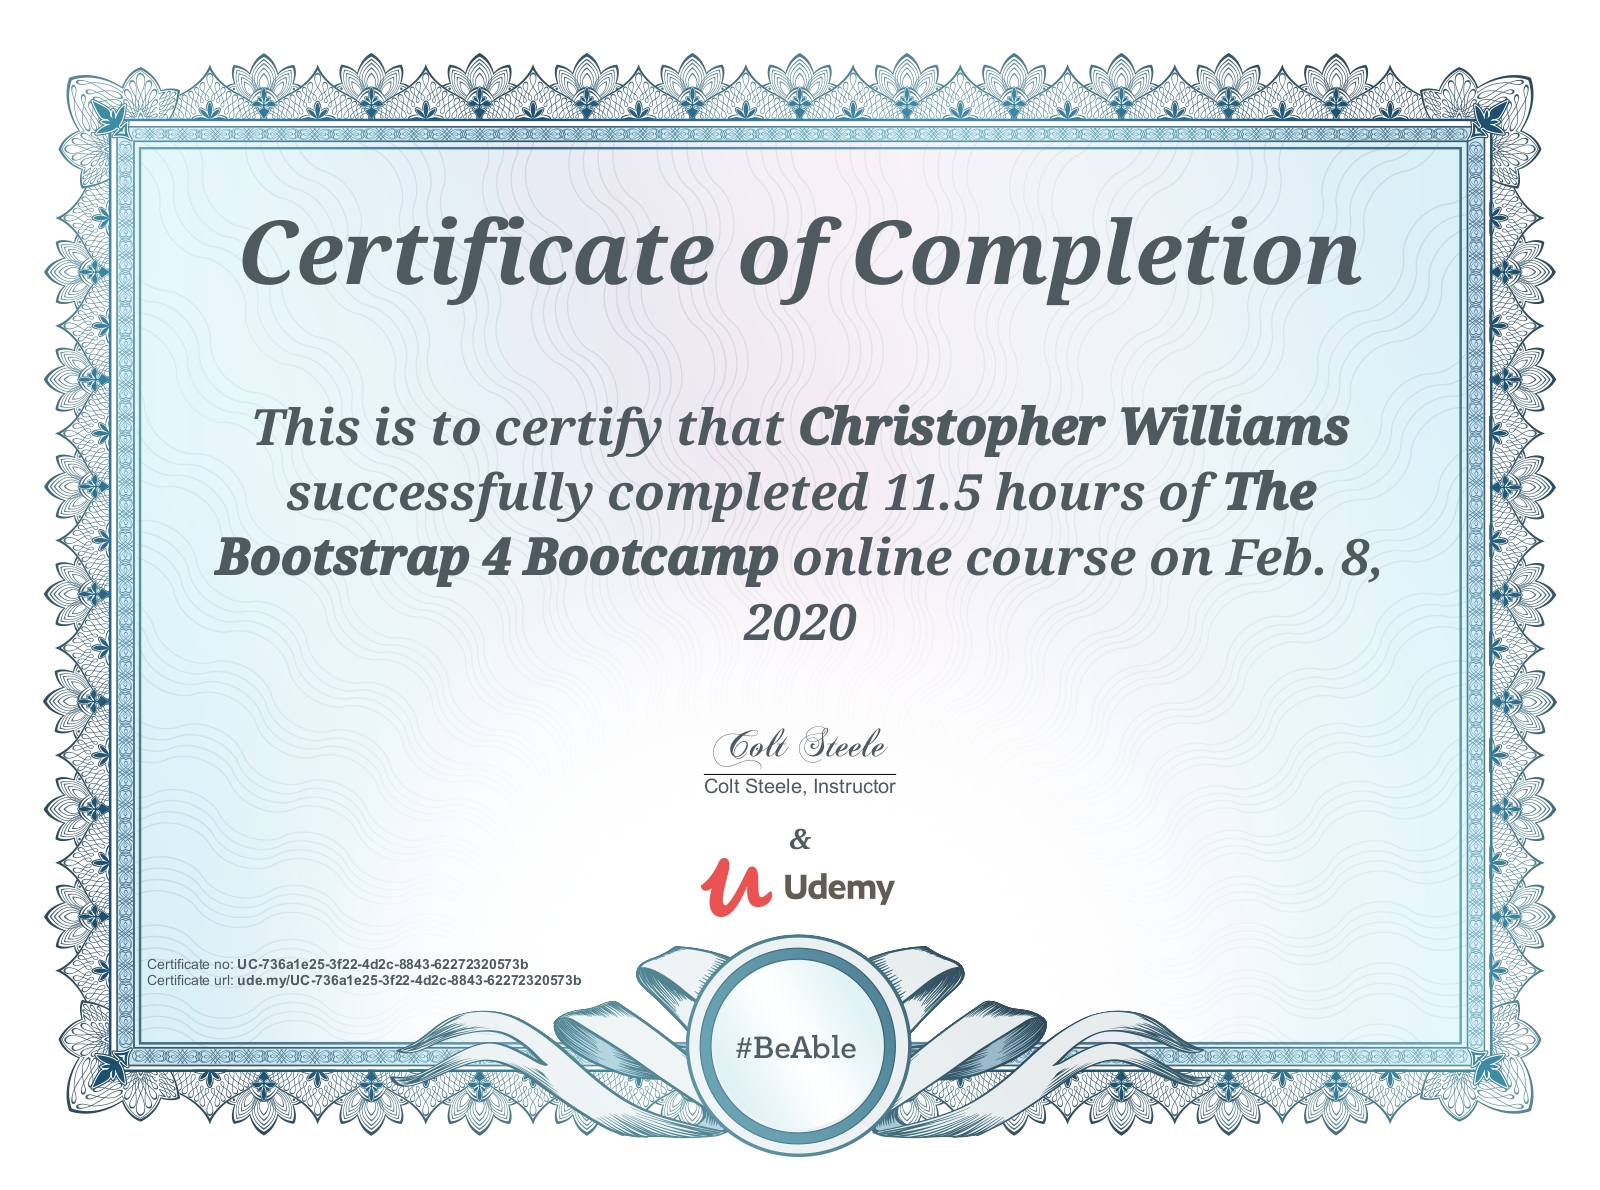 Certificate of Completion
This is to certify that Christopher Williams
successfully completed 11.5 hours of The
Bootstrap 4 Bootcamp online course on Feb. 8,
2020
Colt Steele
Colt Steele, Instructor
&
Udemy
Certificate no: UC-736a1e25-3f22-4d2c-8843-62272320573b
Certificate url: ude.my/UC-736a1e25-3f22-4d2c-8843-62272320573b
#BeAble